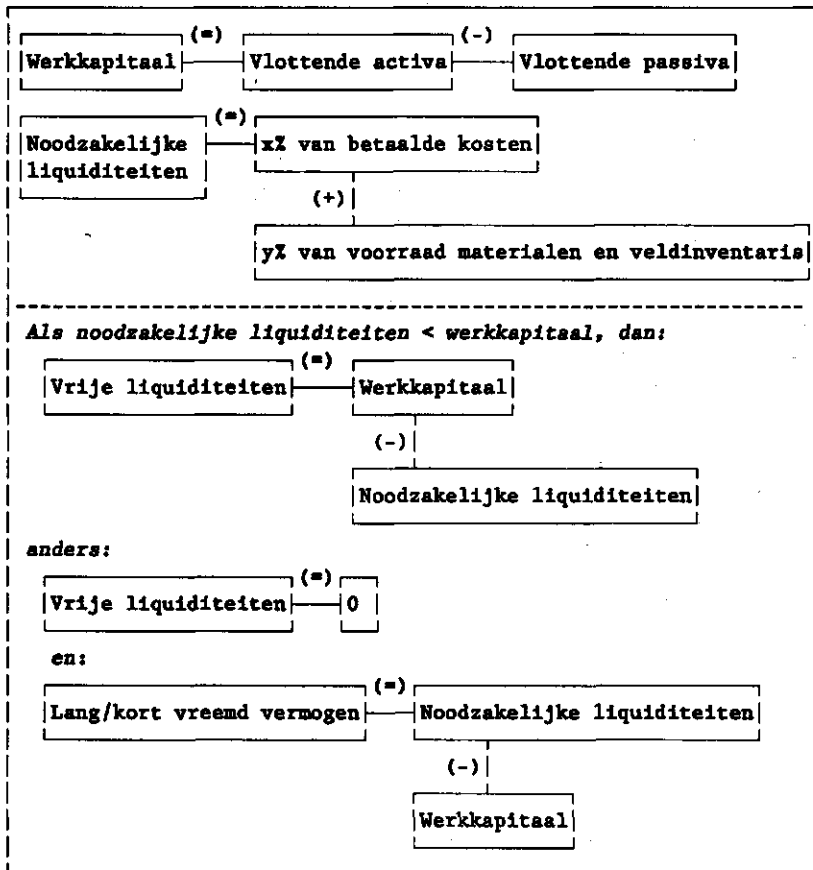 (=) (-)
Werkkapitaal Vlottende activa Vlottende passiva
(=)
Noodzakelijke x% van betaalde kosten
liquiditeiten
(+)
y% van voorraad materialen en veldinventaris
Als noodzakelijke liquiditeiten < werkkapitaal, dan:
(=)
Vrije liquiditeiten Werkkapitaal
(-)
Noodzakelijke liquiditeiten
anders:
(=)
Vrije liquiditeiten 0
en:
(=)
Lang/kort vreemd vermogen Noodzakelijke liquiditeiten
(-)
Werkkapitaal